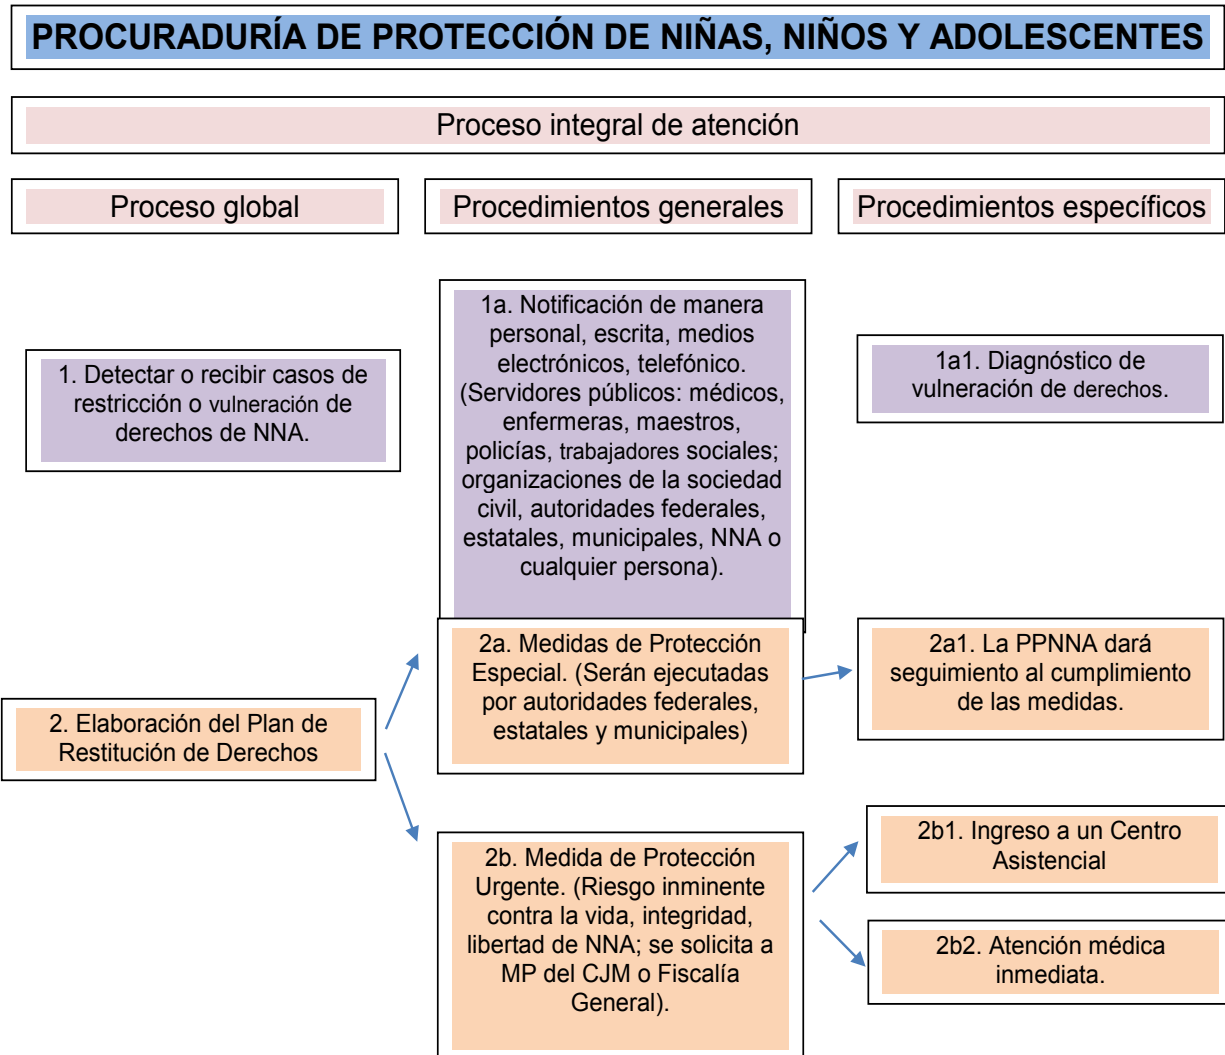 PROCURADURÍA DE PROTECCIÓN DE NIÑAS, NIÑOS Y ADOLESCENTES
Proceso integral de atención
Proceso global
Procedimientos generales
Procedimientos específicos
1. Detectar o recibir casos de
restricción o vulneración de
derechos de NNA.
1a. Notificación de manera
personal, escrita, medios
electrónicos, telefónico.
(Servidores públicos: médicos,
enfermeras, maestros,
policías, trabajadores sociales;
organizaciones de la sociedad
civil, autoridades federales,
estatales, municipales, NNA o
cualquier persona).
1a1. Diagnóstico de
vulneración de derechos.
2. Elaboración del Plan de
Restitución de Derechos
2a. Medidas de Protección
Especial. (Serán ejecutadas
por autoridades federales,
estatales y municipales)
2a1. La PPNNA dará
seguimiento al cumplimiento
de las medidas.
2b. Medida de Protección
Urgente. (Riesgo inminente
contra la vida, integridad,
libertad de NNA; se solicita a
MP del CJM o Fiscalía
General).
2b1. Ingreso a un Centro
Asistencial
2b2. Atención médica
inmediata.